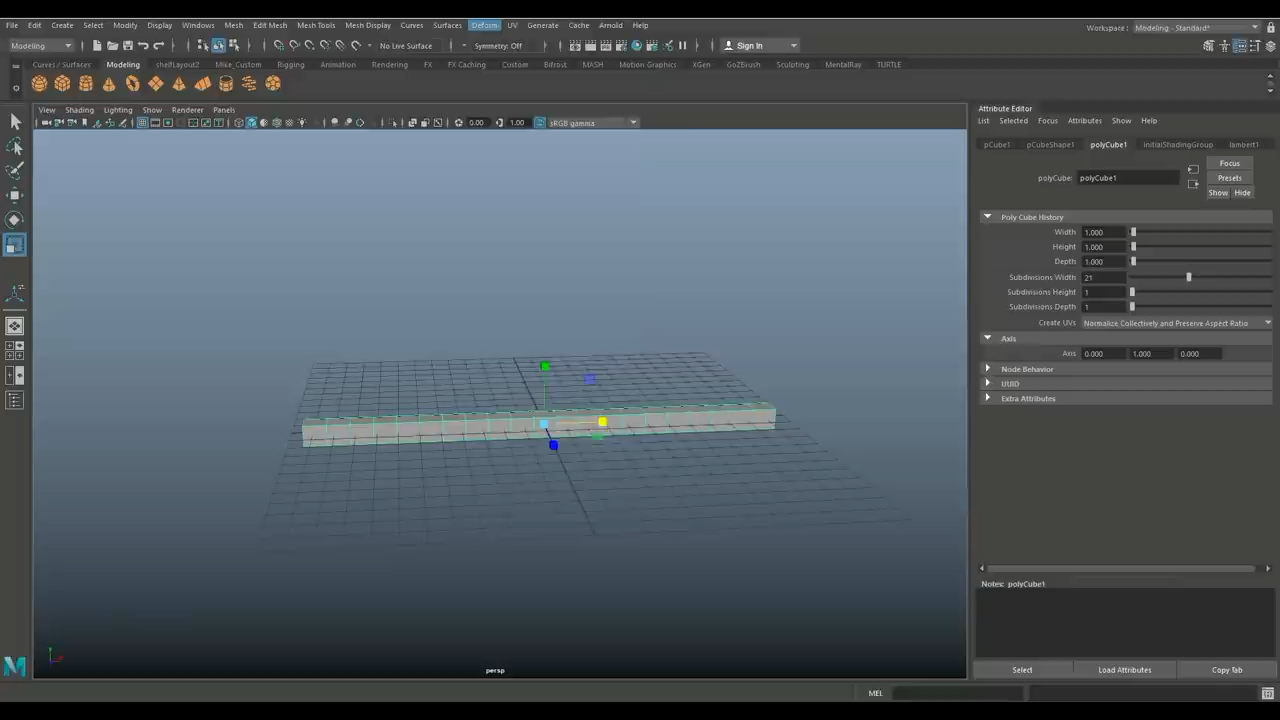 File Edit Create Select Modify Display Windows Mesh Edit Mesh Mesh Tools Mesh Display Curves Surfaces Deform UV Generate Cache Arnold Help
Workspace: Modeling - Standard*
Modeling No Live Surface Symmetry: Off Sign In
Curves / Surfaces Modeling shelfLayout2 Mike_Custom Rigging Animation Rendering FX FX Caching Custom Bifrost MASH Motion Graphics XGen GoZBrush Sculpting MentalRay TURTLE
View Shading Lighting Show Renderer Panels
0.00 1.00 sRGB gamma
persp
Attribute Editor
List Selected Focus Attributes Show Help
pCube1 pCubeShape1 polyCube1 initialShadingGroup lambert1
Focus
polyCube: polyCube1 Presets
Show Hide
Poly Cube History
Width 1.000
Height 1.000
Depth 1.000
Subdivisions Width 21
Subdivisions Height 1
Subdivisions Depth 1
Create UVs Normalize Collectively and Preserve Aspect Ratio
Axis
Axis 0.000 1.000 0.000
Node Behavior
UUID
Extra Attributes
Notes: polyCube1
Select Load Attributes Copy Tab
MEL